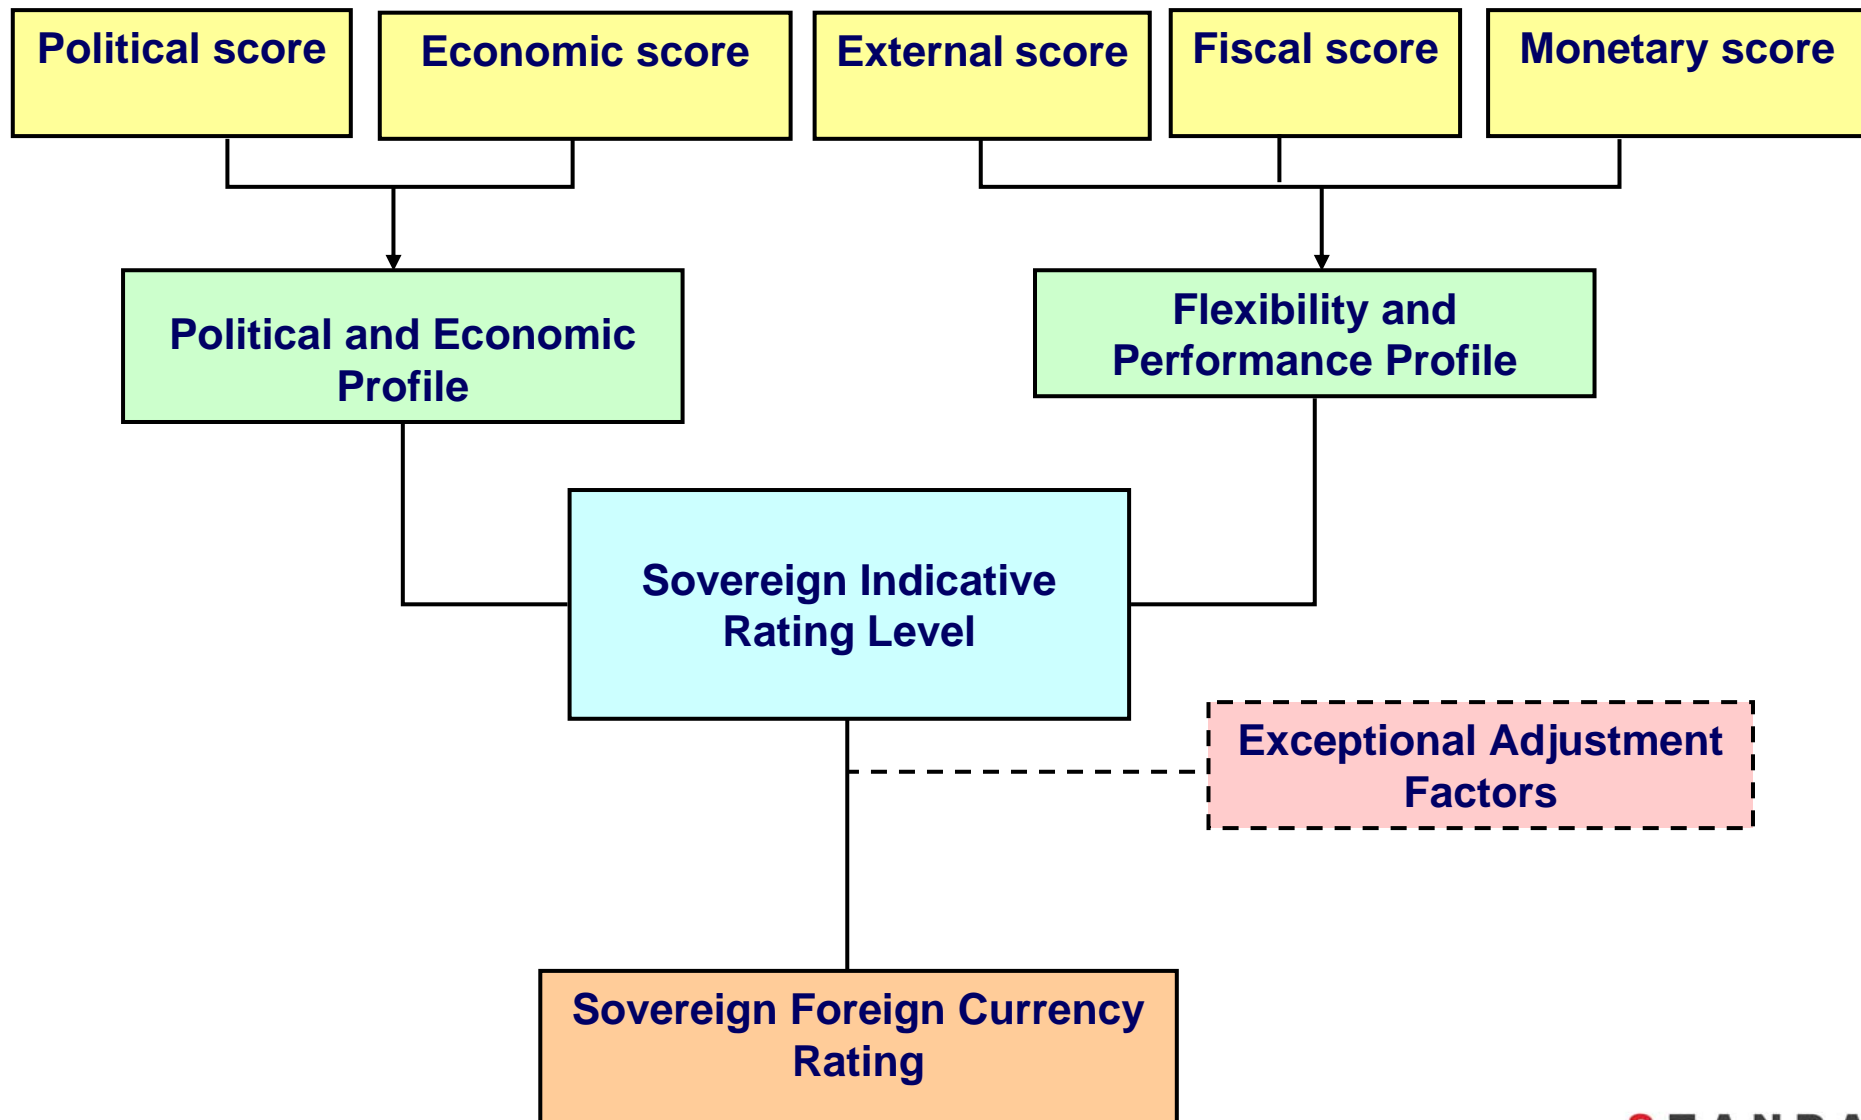 Political score
Economic score
External score
Fiscal score
Monetary score
Political and Economic
Profile
Flexibility and
Performance Profile
Sovereign Indicative
Rating Level
Exceptional Adjustment
Factors
Sovereign Foreign Currency
Rating